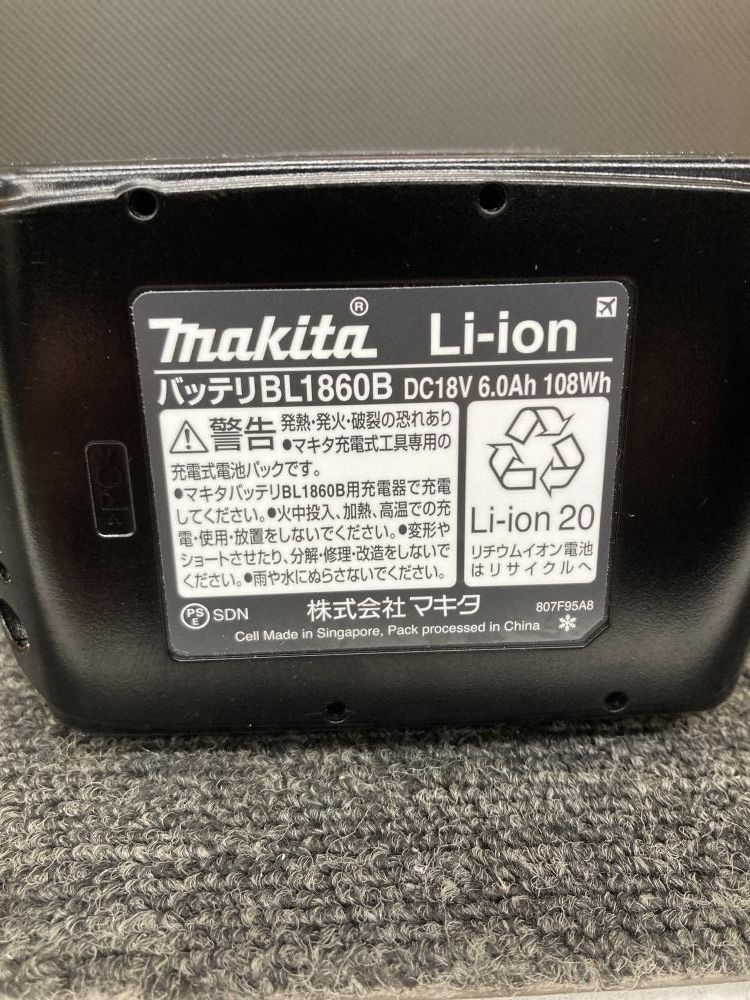 makita® Li-ion
バッテリBL1860B DC18V 6.0Ah 108Wh
警告 発熱・発火・破裂の恐れあり
●マキタ充電式工具専用の
充電式電池パックです。
●マキタバッテリBL1860B用充電器で充電
してください。●火中投入、加熱、高温での充
電・使用・放置をしないでください。●変形や
ショートさせたり、分解・修理・改造をしないで
ください。●雨や水にぬらさないでください。
Li-ion 20
リチウムイオン電池
はリサイクルへ
PSE SDN 株式会社 マキタ 807F95A8
Cell Made in Singapore, Pack processed in China